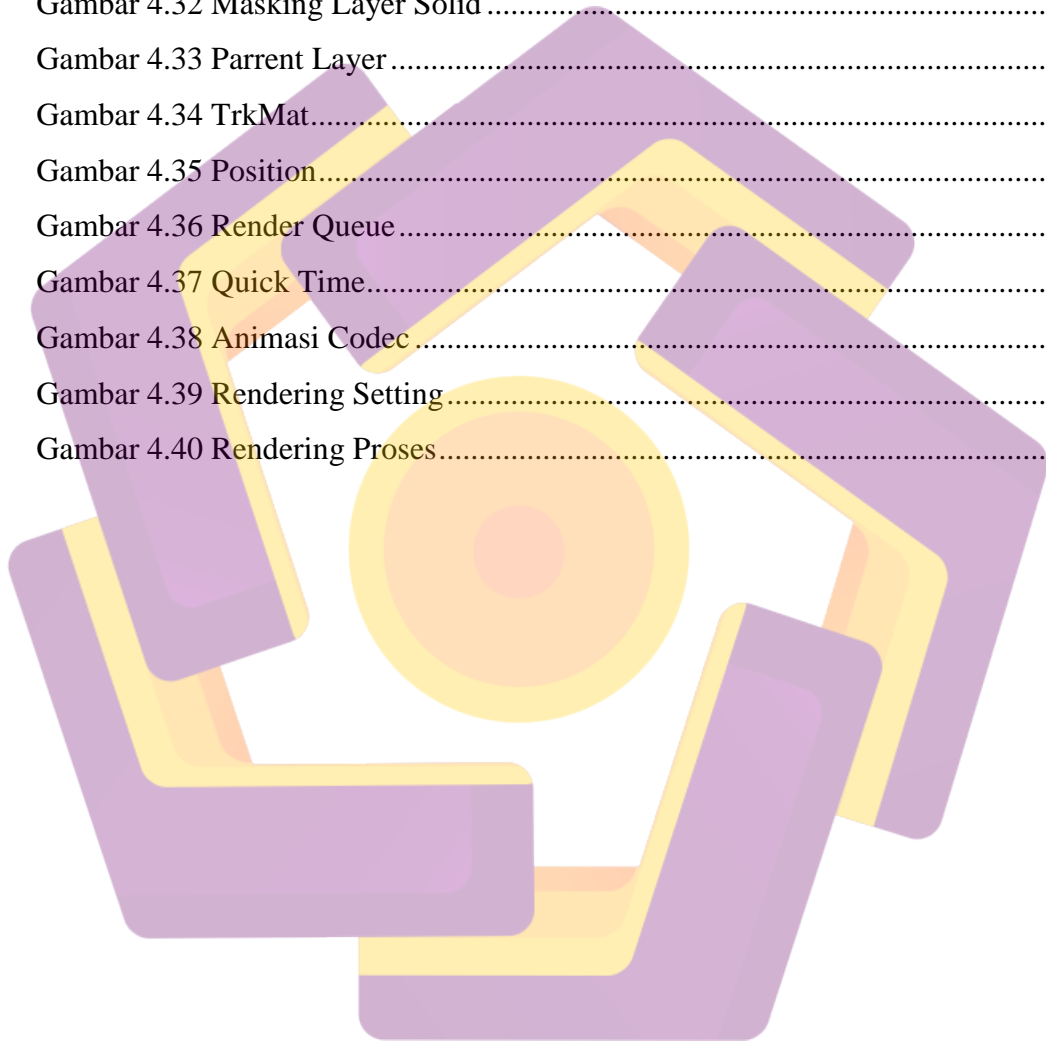 Gambar 4.32 Masking Layer Solid......................................................................
Gambar 4.33 Parrent Layer..................................................................................
Gambar 4.34 TrkMat............................................................................................
Gambar 4.35 Position...........................................................................................
Gambar 4.36 Render Queue.................................................................................
Gambar 4.37 Quick Time.....................................................................................
Gambar 4.38 Animasi Codec...............................................................................
Gambar 4.39 Rendering Setting...........................................................................
Gambar 4.40 Rendering Proses............................................................................